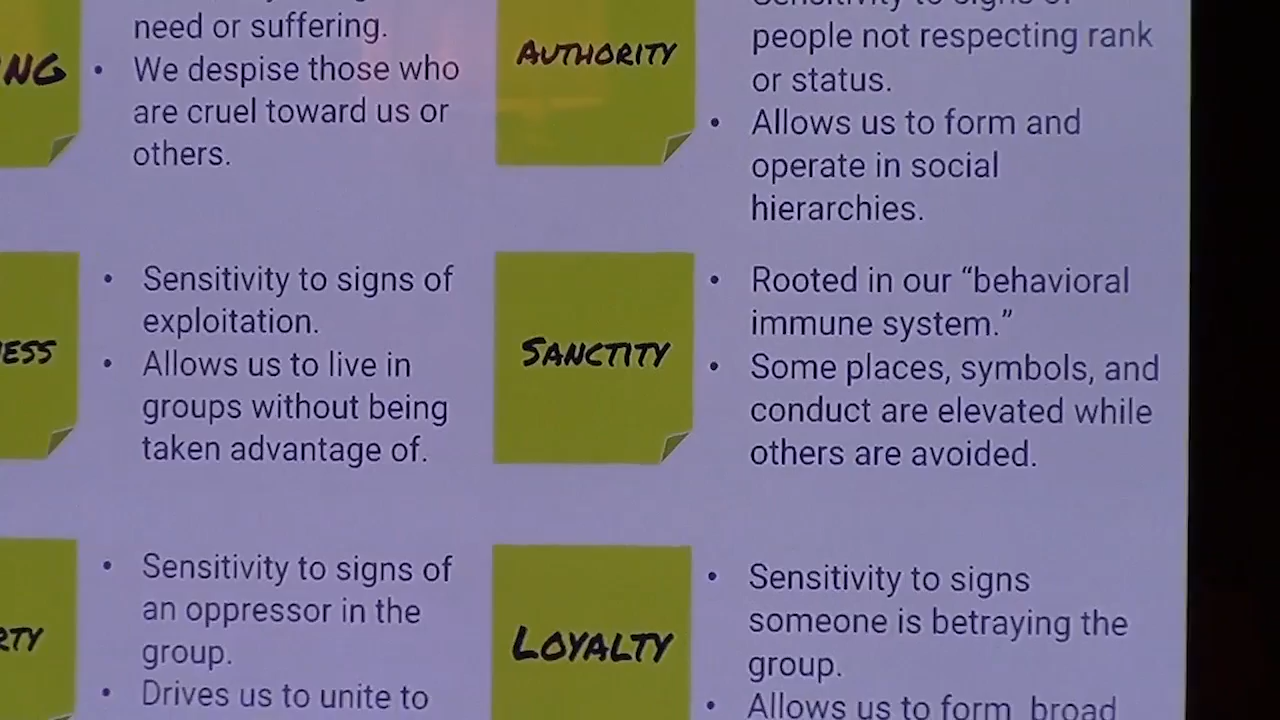 need or suffering.
• We despise those who
are cruel toward us or
others.
AUTHORITY
people not respecting rank
or status.
• Allows us to form and
operate in social
hierarchies.
• Sensitivity to signs of
exploitation.
• Allows us to live in
groups without being
taken advantage of.
SANCTITY
• Rooted in our “behavioral
immune system.”
• Some places, symbols, and
conduct are elevated while
others are avoided.
• Sensitivity to signs of
an oppressor in the
group.
• Drives us to unite to
LOYALTY
• Sensitivity to signs
someone is betraying the
group.
• Allows us to form broad